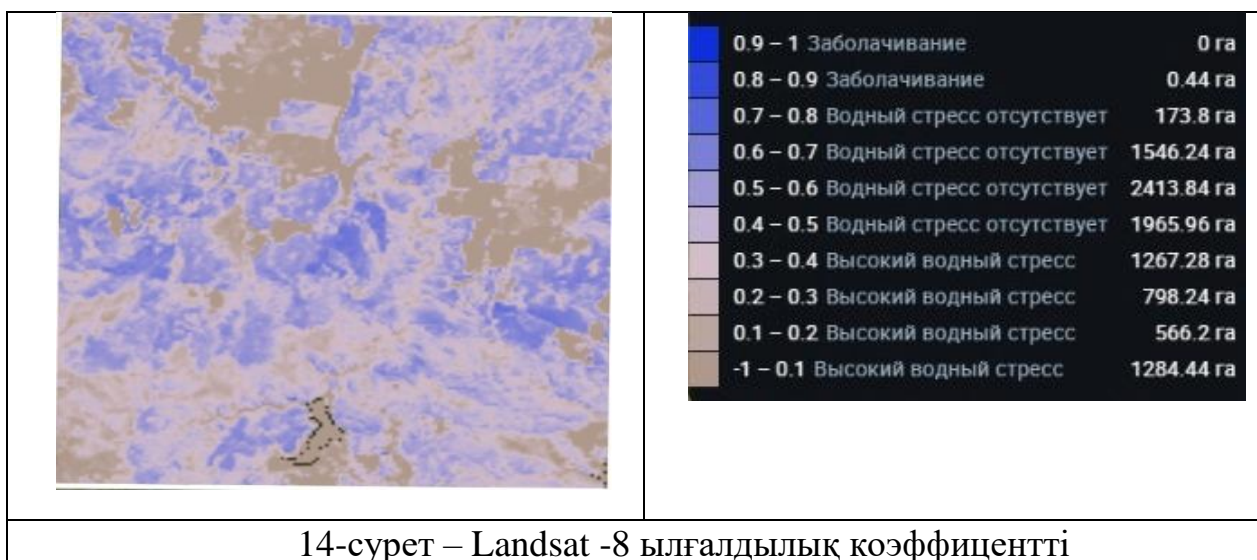 0.9 – 1 Заболачивание 0 га
0.8 – 0.9 Заболачивание 0.44 га
0.7 – 0.8 Водный стресс отсутствует 173.8 га
0.6 – 0.7 Водный стресс отсутствует 1546.24 га
0.5 – 0.6 Водный стресс отсутствует 2413.84 га
0.4 – 0.5 Водный стресс отсутствует 1965.96 га
0.3 – 0.4 Высокий водный стресс 1267.28 га
0.2 – 0.3 Высокий водный стресс 798.24 га
0.1 – 0.2 Высокий водный стресс 566.2 га
-1 – 0.1 Высокий водный стресс 1284.44 га
14-сурет – Landsat -8 ылғалдылық коэффицентті